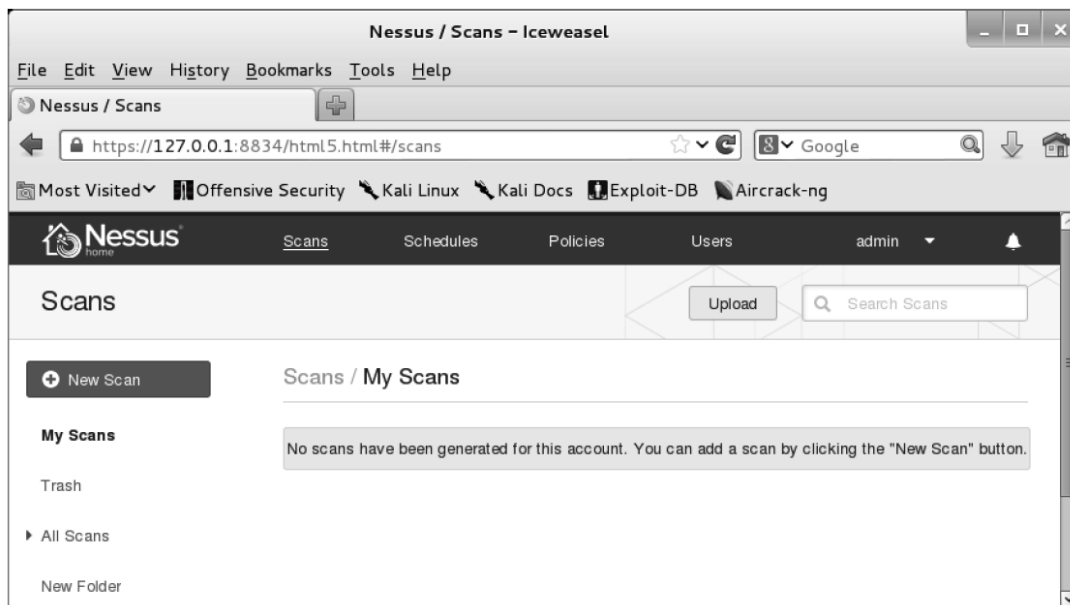 Nessus / Scans – Iceweasel
File Edit View History Bookmarks Tools Help
Nessus / Scans
https://127.0.0.1:8834/html5.html#/scans
8 Google
Most Visited Offensive Security Kali Linux Kali Docs Exploit-DB Aircrack-ng
Nessus home Scans Schedules Policies Users admin
Scans Upload Search Scans
New Scan
Scans / My Scans
My Scans
No scans have been generated for this account. You can add a scan by clicking the "New Scan" button.
Trash
All Scans
New Folder